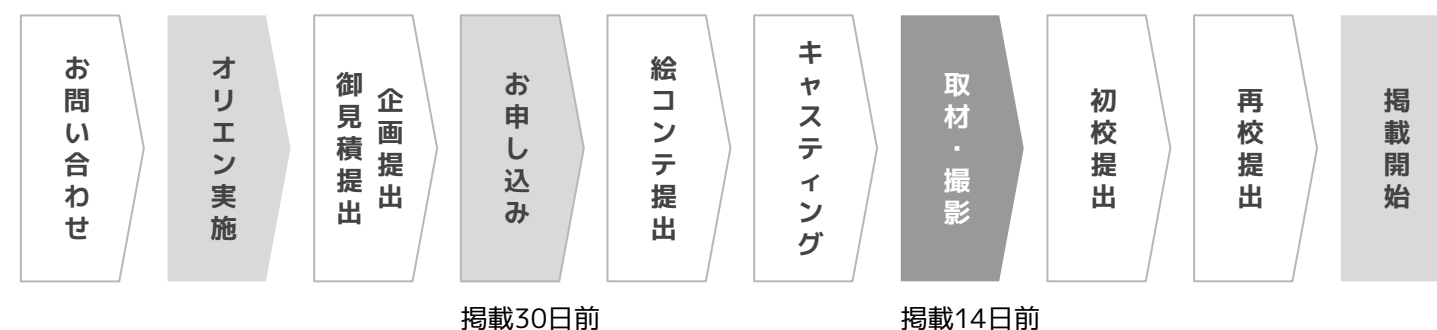 お問い合わせ
オリエン実施
企画提出
御見積提出
お申し込み
絵コンテ提出
キャスティング
取材・撮影
初校提出
再校提出
掲載開始
掲載30日前
掲載14日前